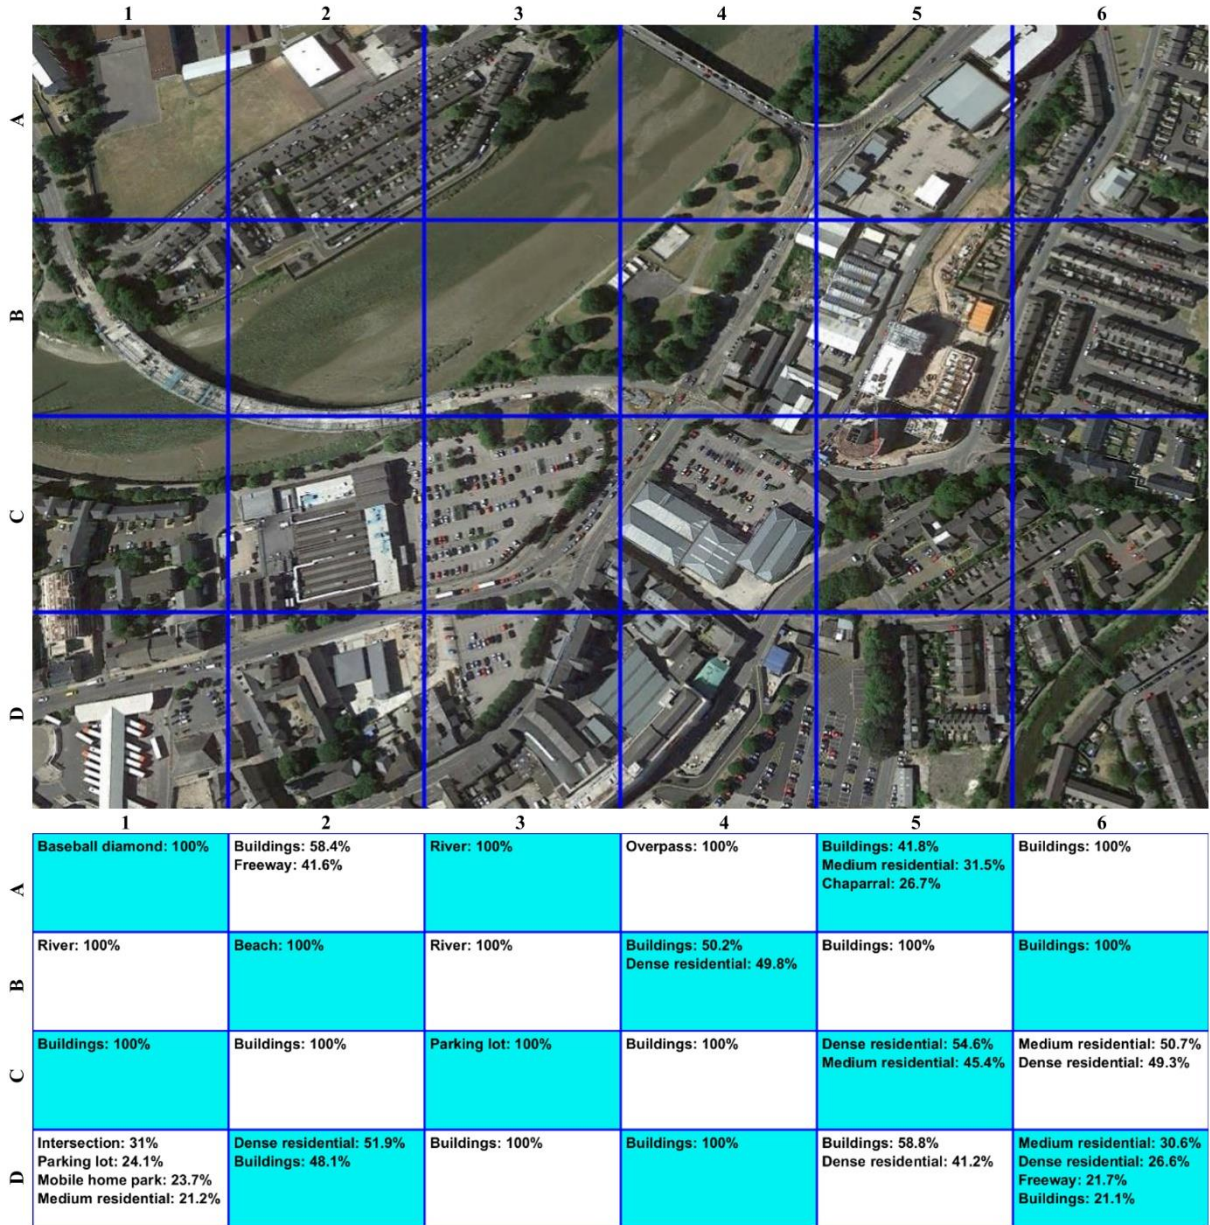 1 2 3 4 5 6
A
B
C
D
1 2 3 4 5 6
A
Baseball diamond: 100%
Buildings: 58.4%
Freeway: 41.6%
River: 100%
Overpass: 100%
Buildings: 41.8%
Medium residential: 31.5%
Chaparral: 26.7%
Buildings: 100%
B
River: 100%
Beach: 100%
River: 100%
Buildings: 50.2%
Dense residential: 49.8%
Buildings: 100%
Buildings: 100%
C
Buildings: 100%
Buildings: 100%
Parking lot: 100%
Buildings: 100%
Dense residential: 54.6%
Medium residential: 45.4%
Medium residential: 50.7%
Dense residential: 49.3%
D
Intersection: 31%
Parking lot: 24.1%
Mobile home park: 23.7%
Medium residential: 21.2%
Dense residential: 51.9%
Buildings: 48.1%
Buildings: 100%
Buildings: 100%
Buildings: 58.8%
Dense residential: 41.2%
Medium residential: 30.6%
Dense residential: 26.6%
Freeway: 21.7%
Buildings: 21.1%